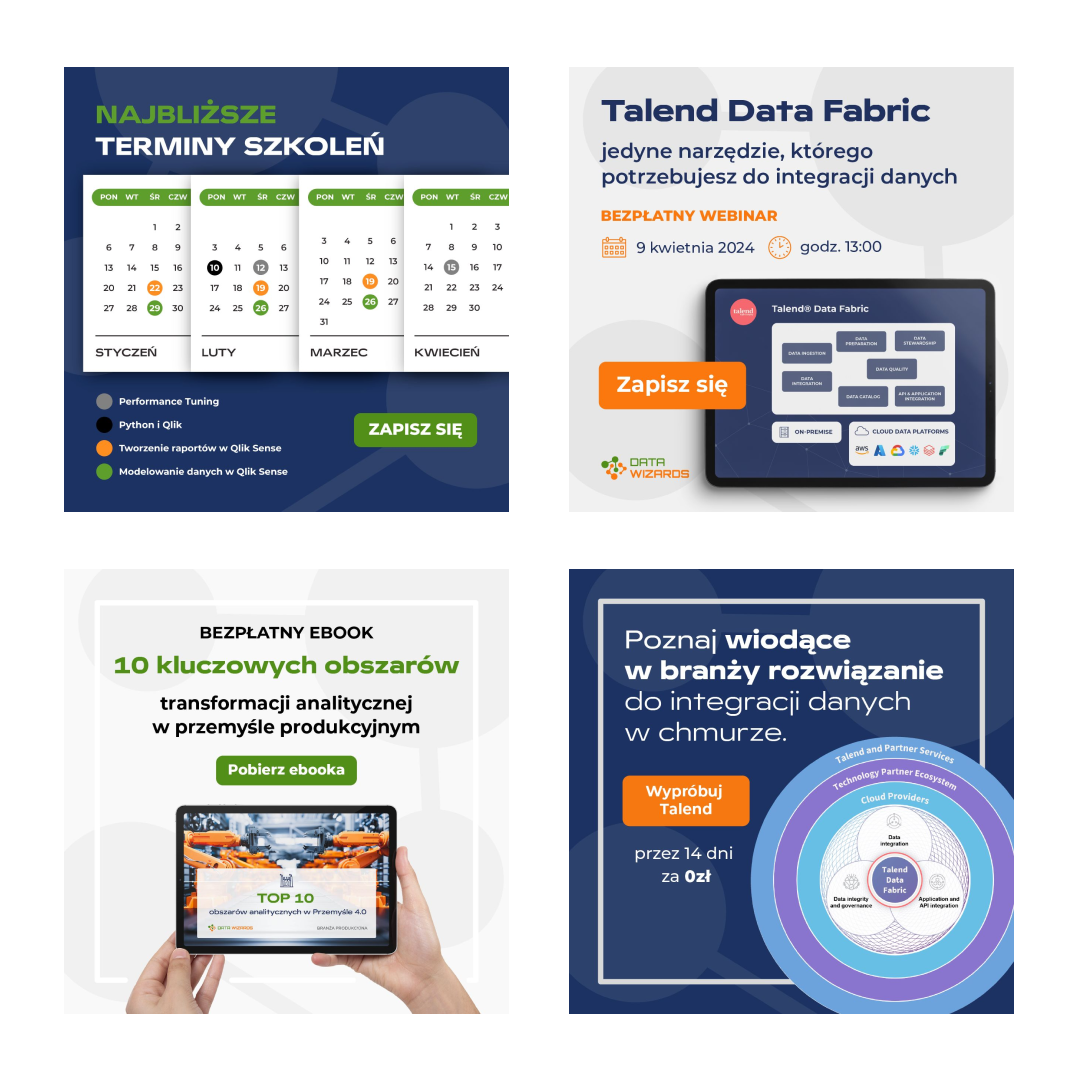 NAJBLIŻSZE
TERMINY SZKOLEŃ
PON WT ŚR CZW
1 2
6 7 8 9
13 14 15 16
20 21 22 23
27 28 29 30
STYCZEŃ
PON WT ŚR CZW
3 4 5 6
10 11 12 13
17 18 19 20
24 25 26 27
LUTY
PON WT ŚR CZW
3 4 5 6
10 11 12 13
17 18 19 20
24 25 26 27
31
MARZEC
PON WT ŚR CZW
1 2 3
7 8 9 10
14 15 16 17
21 22 23 24
28 29 30
KWIECIEŃ
Performance Tuning
Python i Qlik
Tworzenie raportów w Qlik Sense
Modelowanie danych w Qlik Sense
ZAPISZ SIĘ
Talend Data Fabric
jedyne narzędzie, którego
potrzebujesz do integracji danych
BEZPŁATNY WEBINAR
9 kwietnia 2024 godz. 13:00
talend
Talend® Data Fabric
DATA INGESTION
DATA
PREPARATION
DATA
STEWARDSHIP
DATA
INTEGRATION
DATA QUALITY
DATA CATALOG
API & APPLICATION
INTEGRATION
ON-PREMISE
CLOUD DATA PLATFORMS
aws
Zapisz się
DATA
WIZARDS
BEZPŁATNY EBOOK
10 kluczowych obszarów
transformacji analitycznej
w przemyśle produkcyjnym
Pobierz ebooka
TOP 10
obszarów analitycznych w Przemyśle 4.0
DATA WIZARDS
BRANŻA PRODUKCYJNA
Poznaj wiodące
w branży rozwiązanie
do integracji danych
w chmurze.
Wypróbuj
Talend
przez 14 dni
za 0zł
Talend and Partner Services
Technology Partner Ecosystem
Cloud Providers
Data
integration
Talend
Data
Fabric
Data integrity
and governance
Application and
API integration